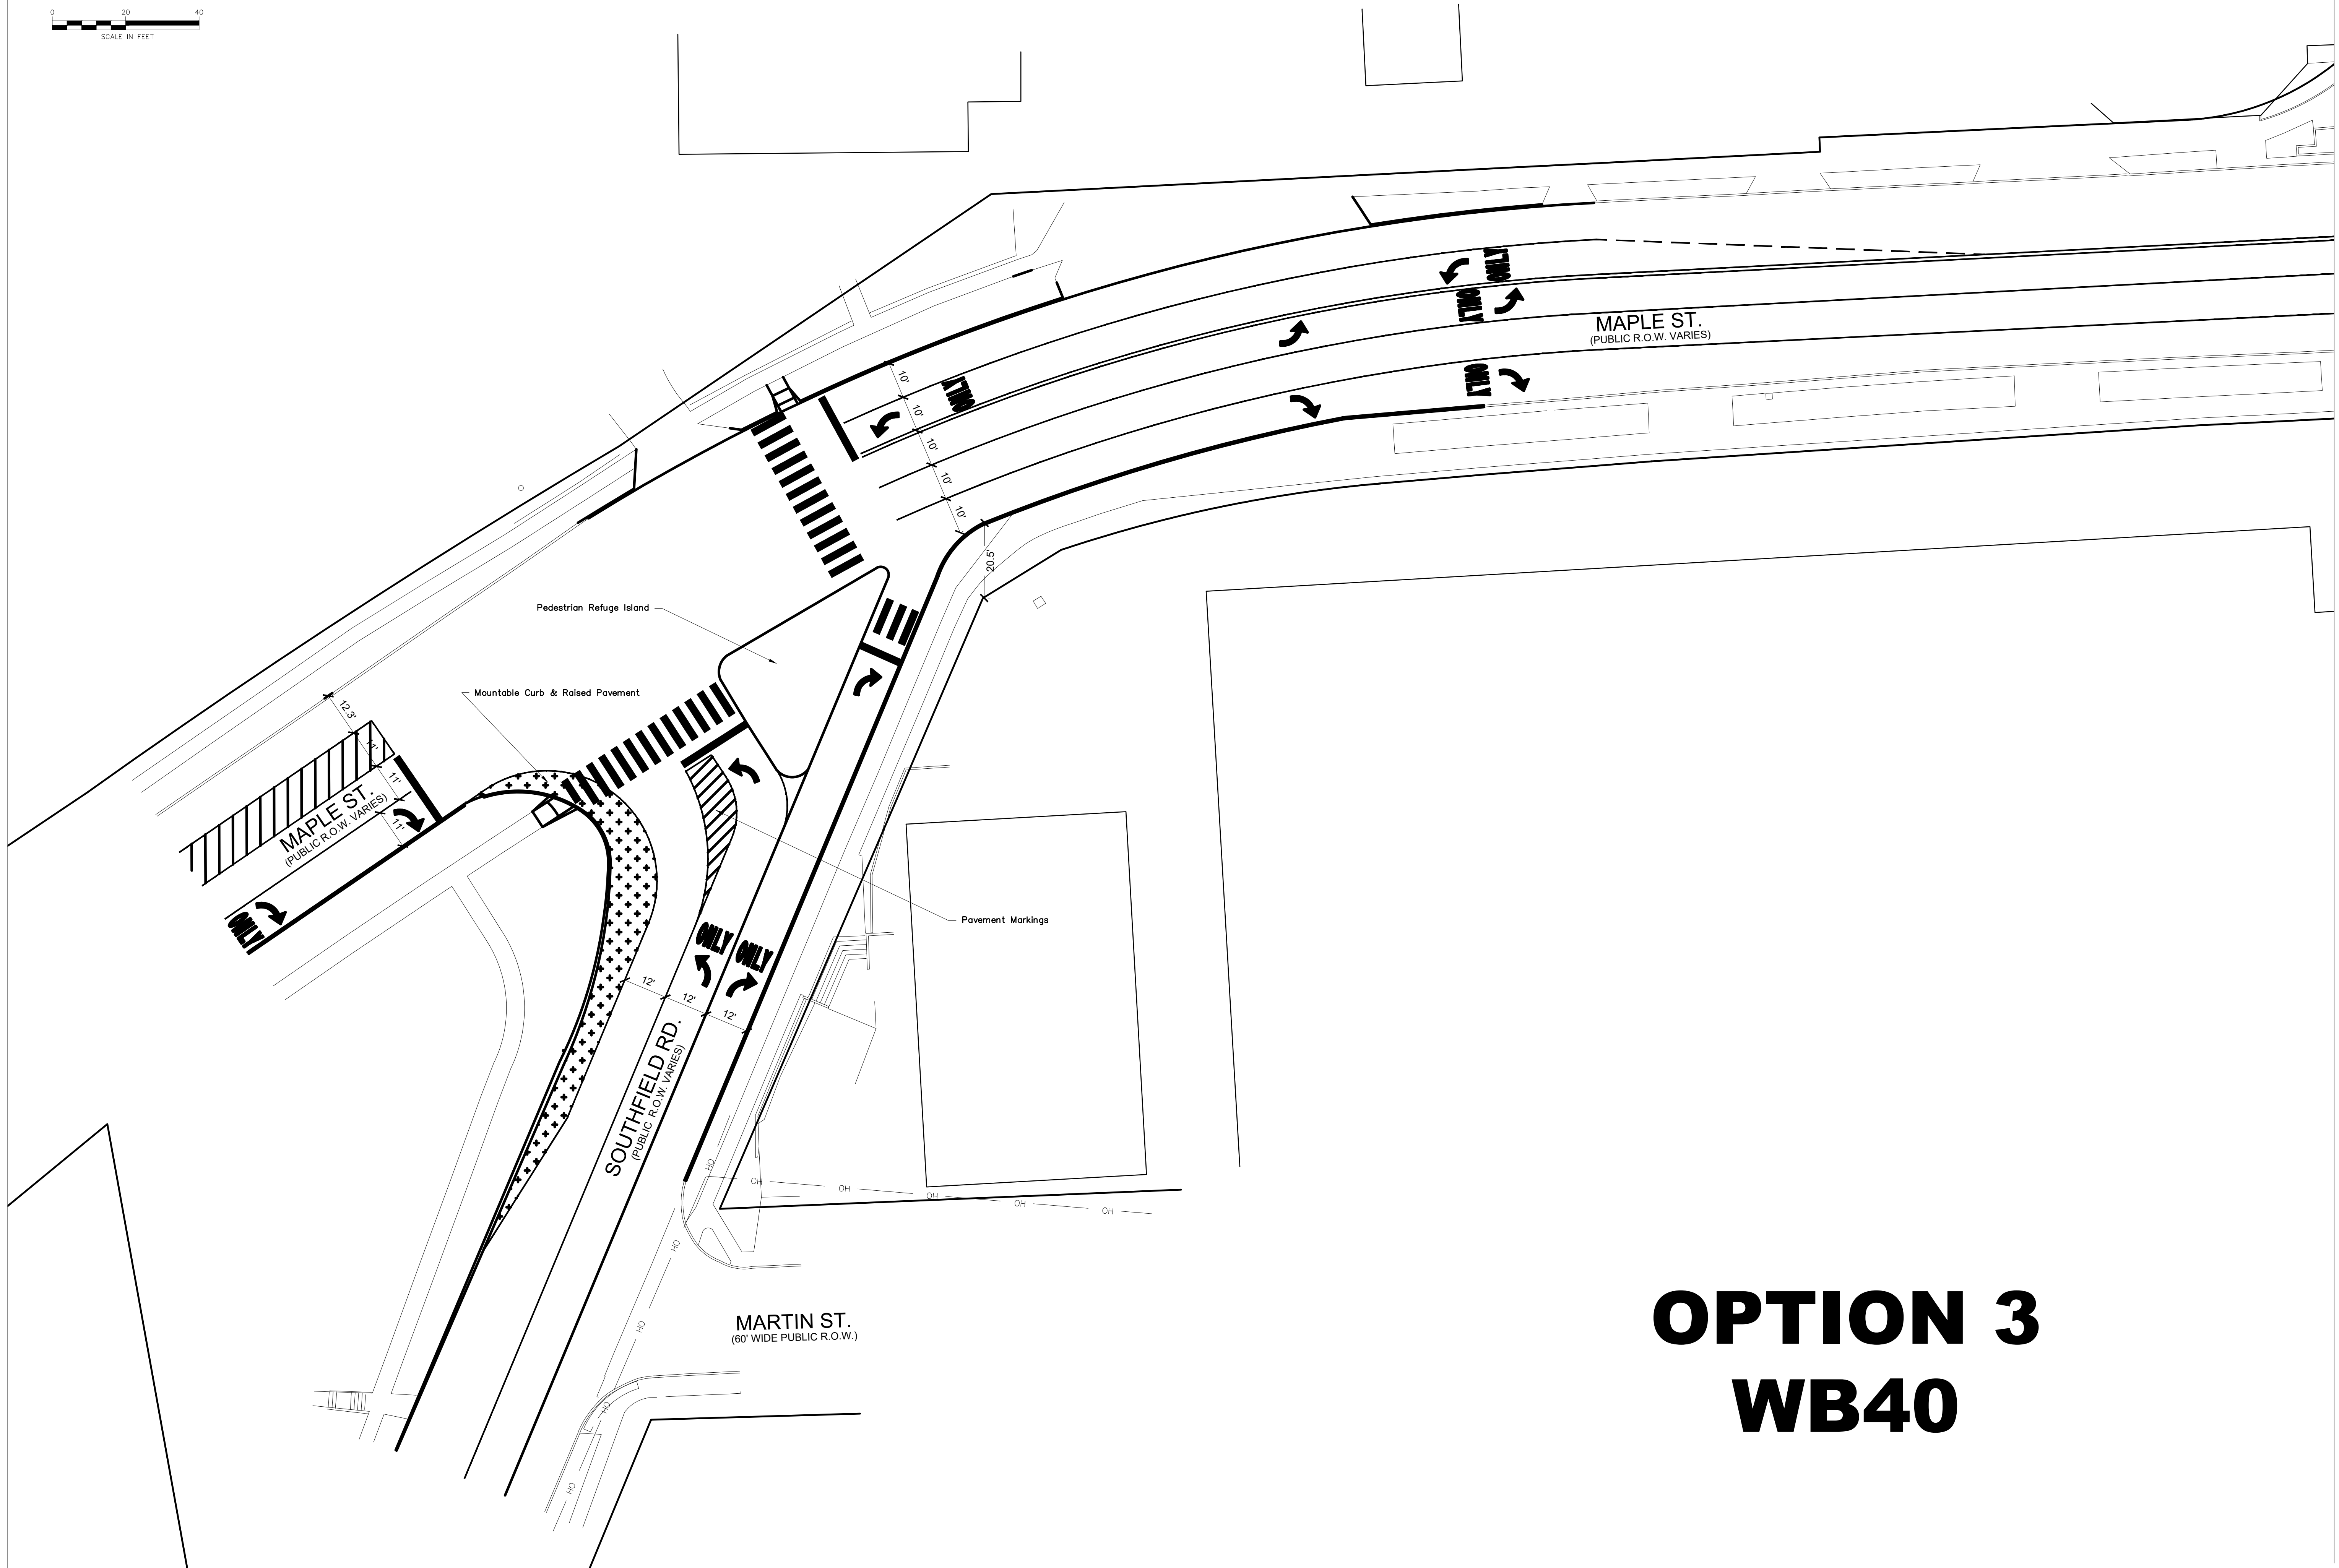 0 20 40
SCALE IN FEET
ONLY
ONLY
MAPLE ST.
(PUBLIC R.O.W. VARIES)
ONLY
ONLY
10'
10'
10'
10'
10'
20.5'
Pedestrian Refuge Island
Mountable Curb & Raised Pavement
12.3'
11'
11'
11'
MAPLE ST.
(PUBLIC R.O.W. VARIES)
ONLY
Pavement Markings
ONLY
ONLY
12'
12'
12'
SOUTHFIELD RD.
(PUBLIC R.O.W. VARIES)
OH
OH
OH
OH
OH
OH
OH
OH
OH
OH
MARTIN ST.
(60' WIDE PUBLIC R.O.W.)
OPTION 3
WB40